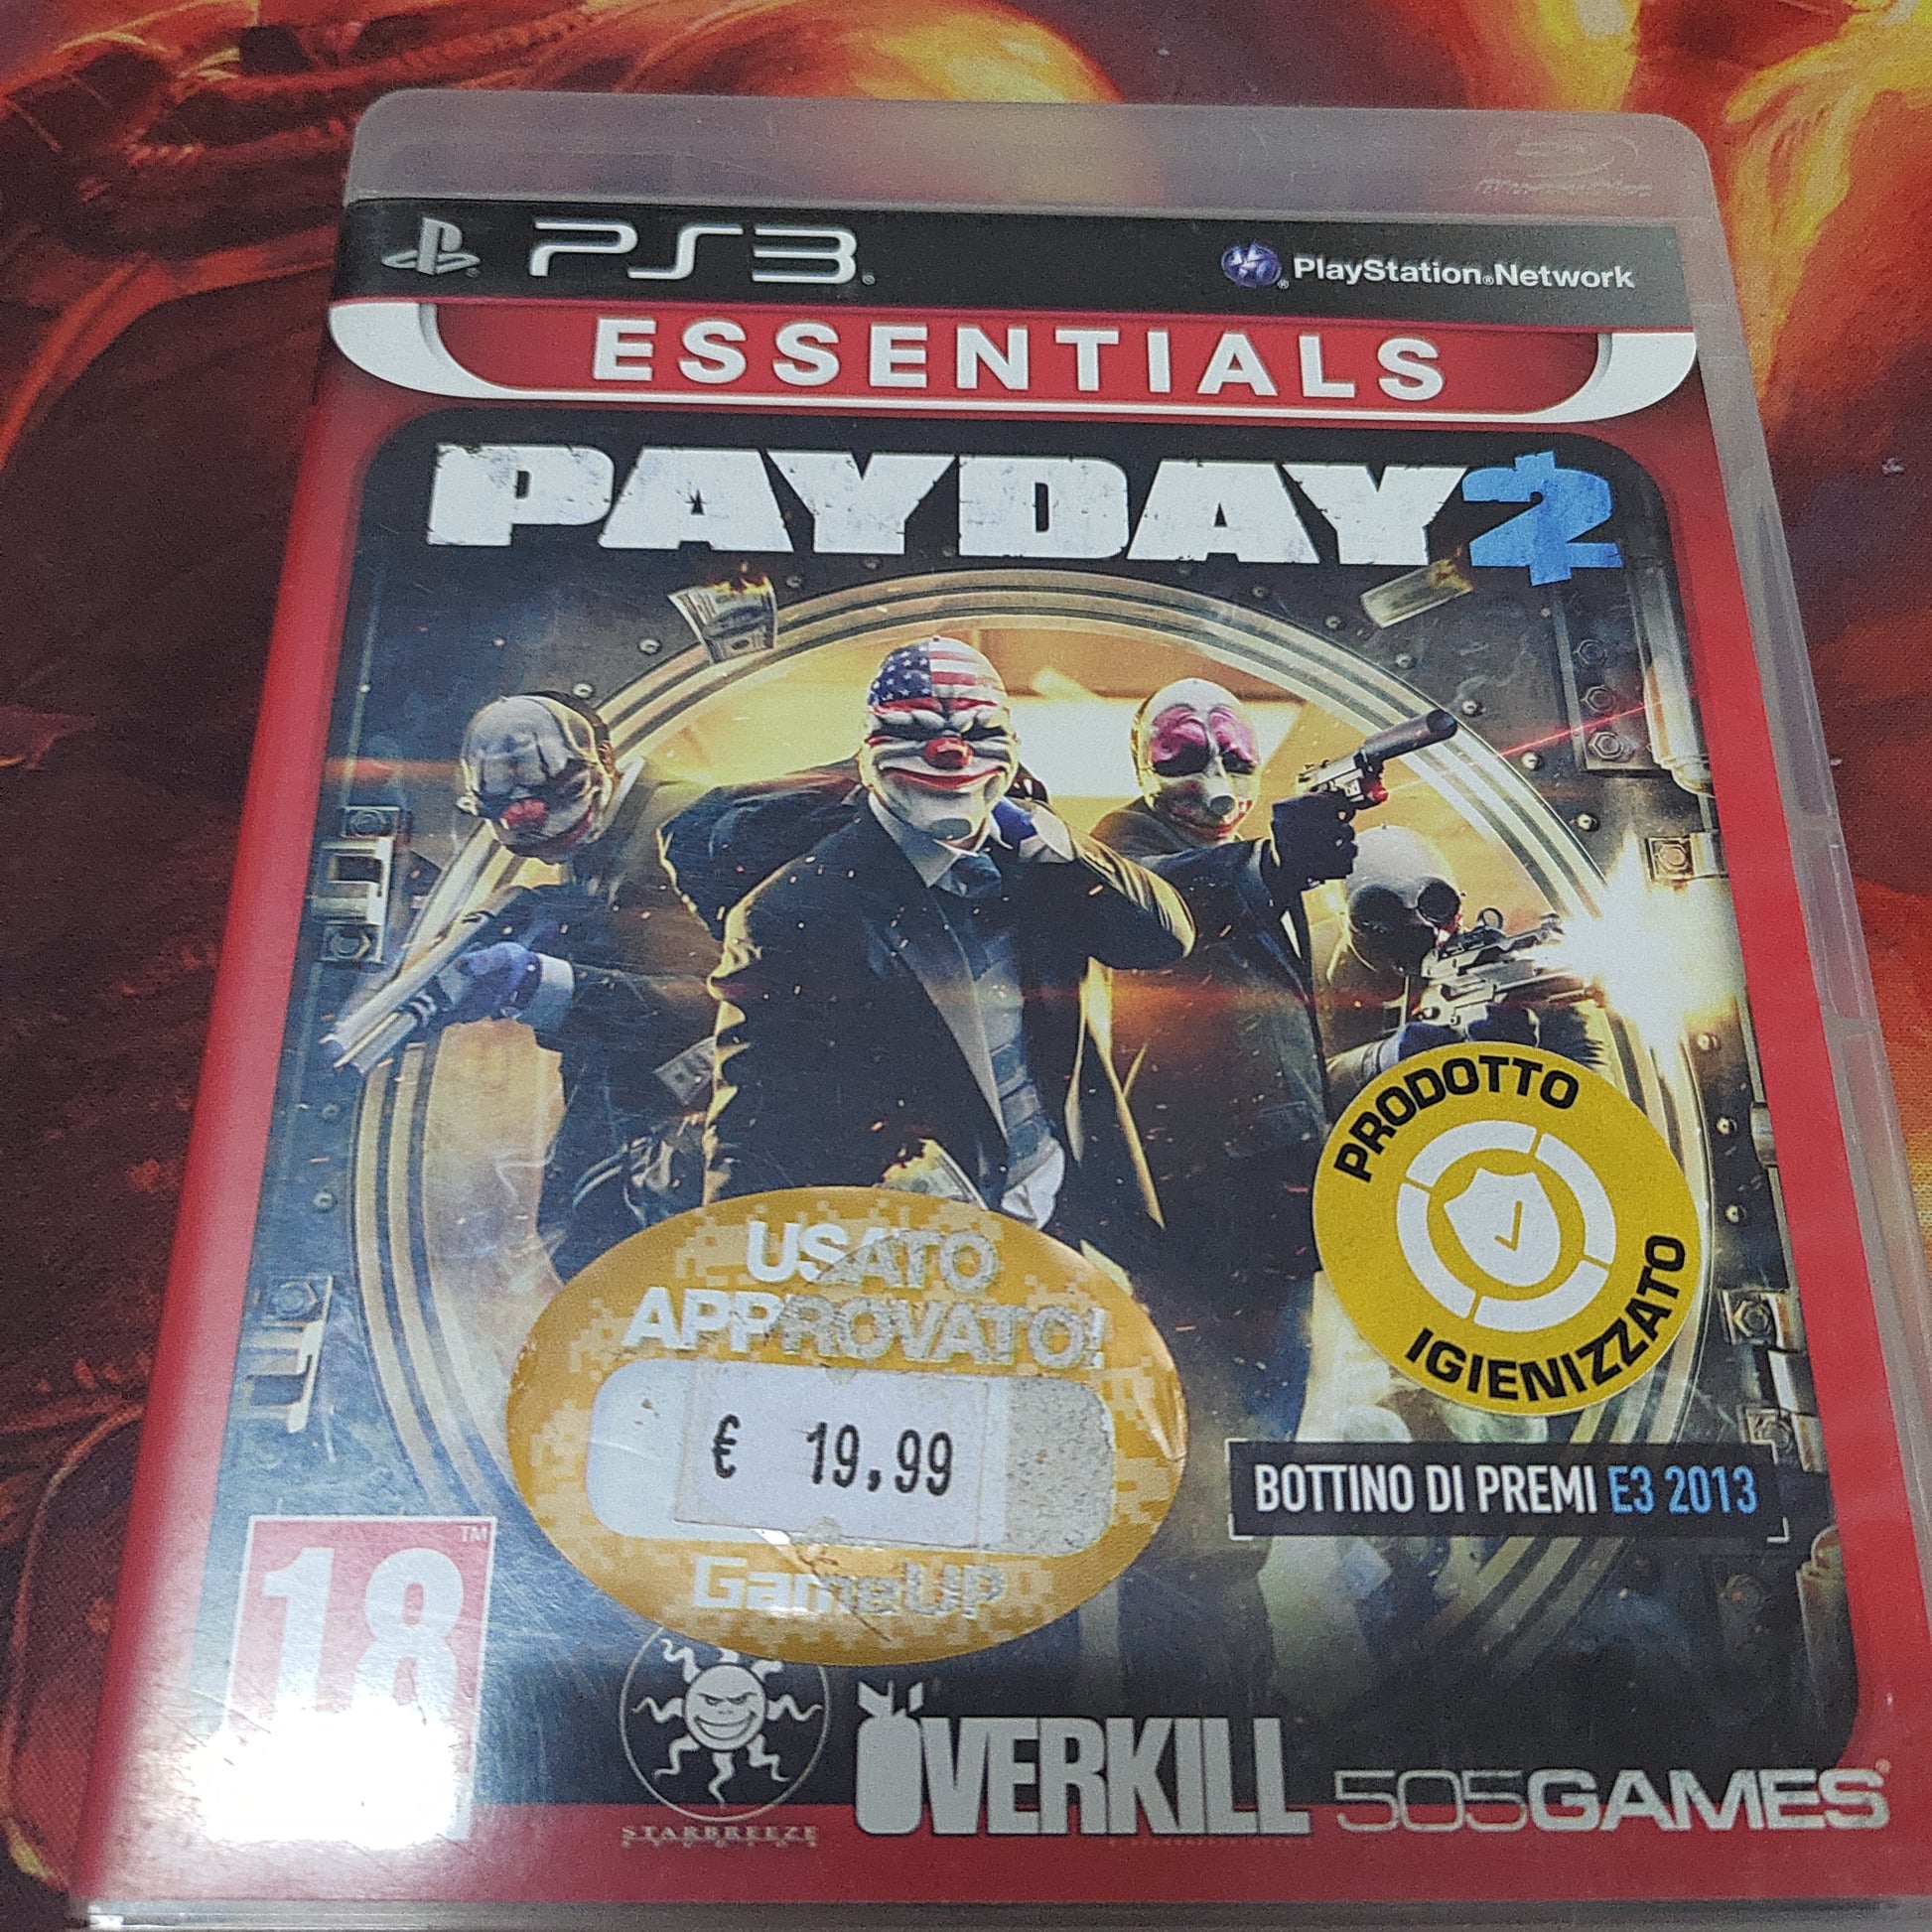 PS3
PlayStation®Network
ESSENTIALS
PAYDAY 2
PRODOTTO
IGIENIZZATO
USATO
APPROVATO!
€ 19,99
GameUP
BOTTINO DI PREMI E3 2013
18
TM
STARBREEZE
OVERKILL
505GAMES